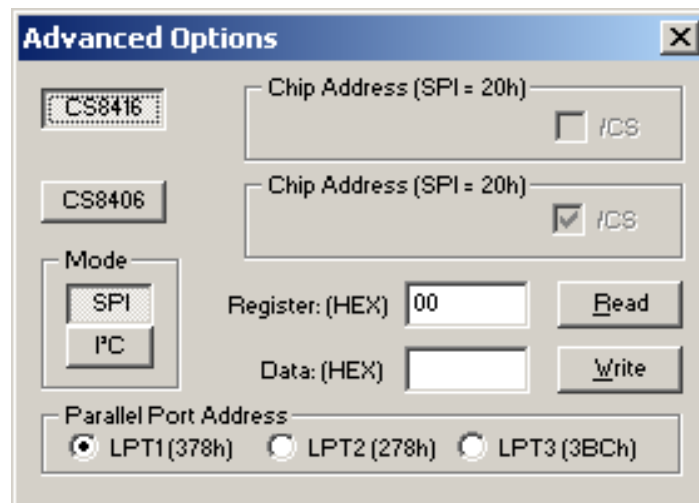 Advanced Options
CS8416
Chip Address (SPI = 20h)
/CS
CS8406
Chip Address (SPI = 20h)
/CS
Mode
SPI
I²C
Register: (HEX) 00 Read
Data: (HEX) Write
Parallel Port Address
LPT1 (378h) LPT2 (278h) LPT3 (3BCh)